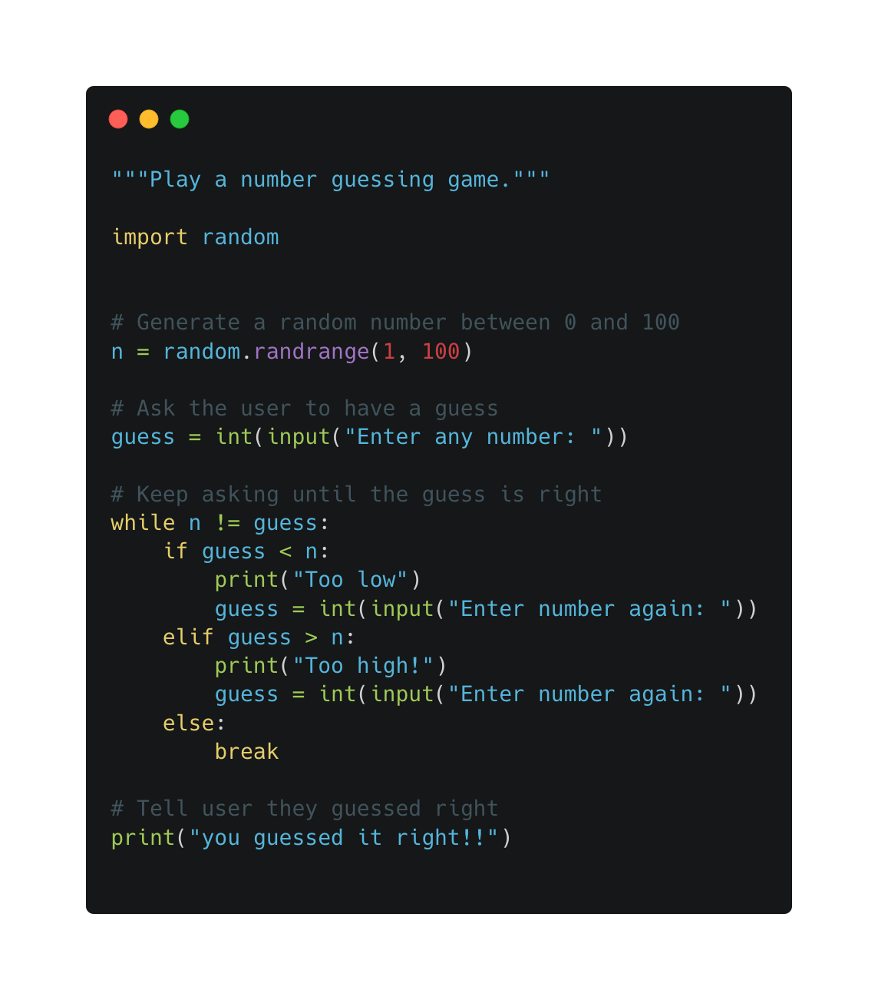 """Play a number guessing game."""
import random
# Generate a random number between 0 and 100
n = random.randrange(1, 100)
# Ask the user to have a guess
guess = int(input("Enter any number: "))
# Keep asking until the guess is right
while n != guess:
    if guess < n:
        print("Too low")
        guess = int(input("Enter number again: "))
    elif guess > n:
        print("Too high!")
        guess = int(input("Enter number again: "))
    else:
        break
# Tell user they guessed right
print("you guessed it right!!")